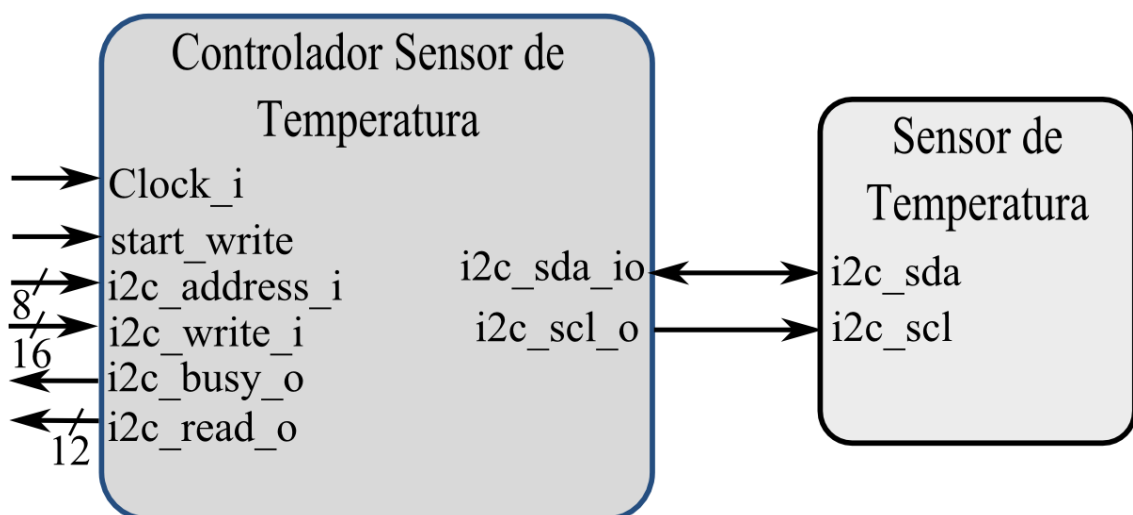 Controlador Sensor de
Temperatura
Clock_i
start_write
8
i2c_address_i
16
i2c_write_i
i2c_busy_o
12
i2c_read_o
i2c_sda_io
i2c_scl_o
Sensor de
Temperatura
i2c_sda
i2c_scl